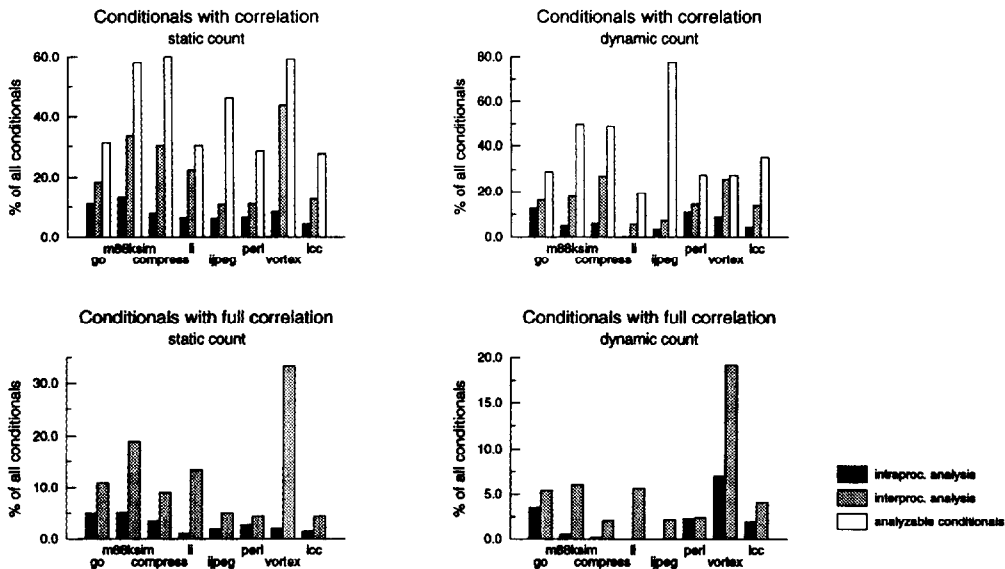 Conditionals with correlation
static count
60.0
40.0
20.0
0.0
% of all conditionals
m88ksim li perl lcc
go compress ijpeg vortex
Conditionals with correlation
dynamic count
80.0
60.0
40.0
20.0
0.0
% of all conditionals
m88ksim li perl lcc
go compress ijpeg vortex
Conditionals with full correlation
static count
30.0
20.0
10.0
0.0
% of all conditionals
m88ksim li perl lcc
go compress ijpeg vortex
Conditionals with full correlation
dynamic count
20.0
15.0
10.0
5.0
0.0
% of all conditionals
m88ksim li perl lcc
go compress ijpeg vortex
intraproc. analysis
interproc. analysis
analyzable conditionals